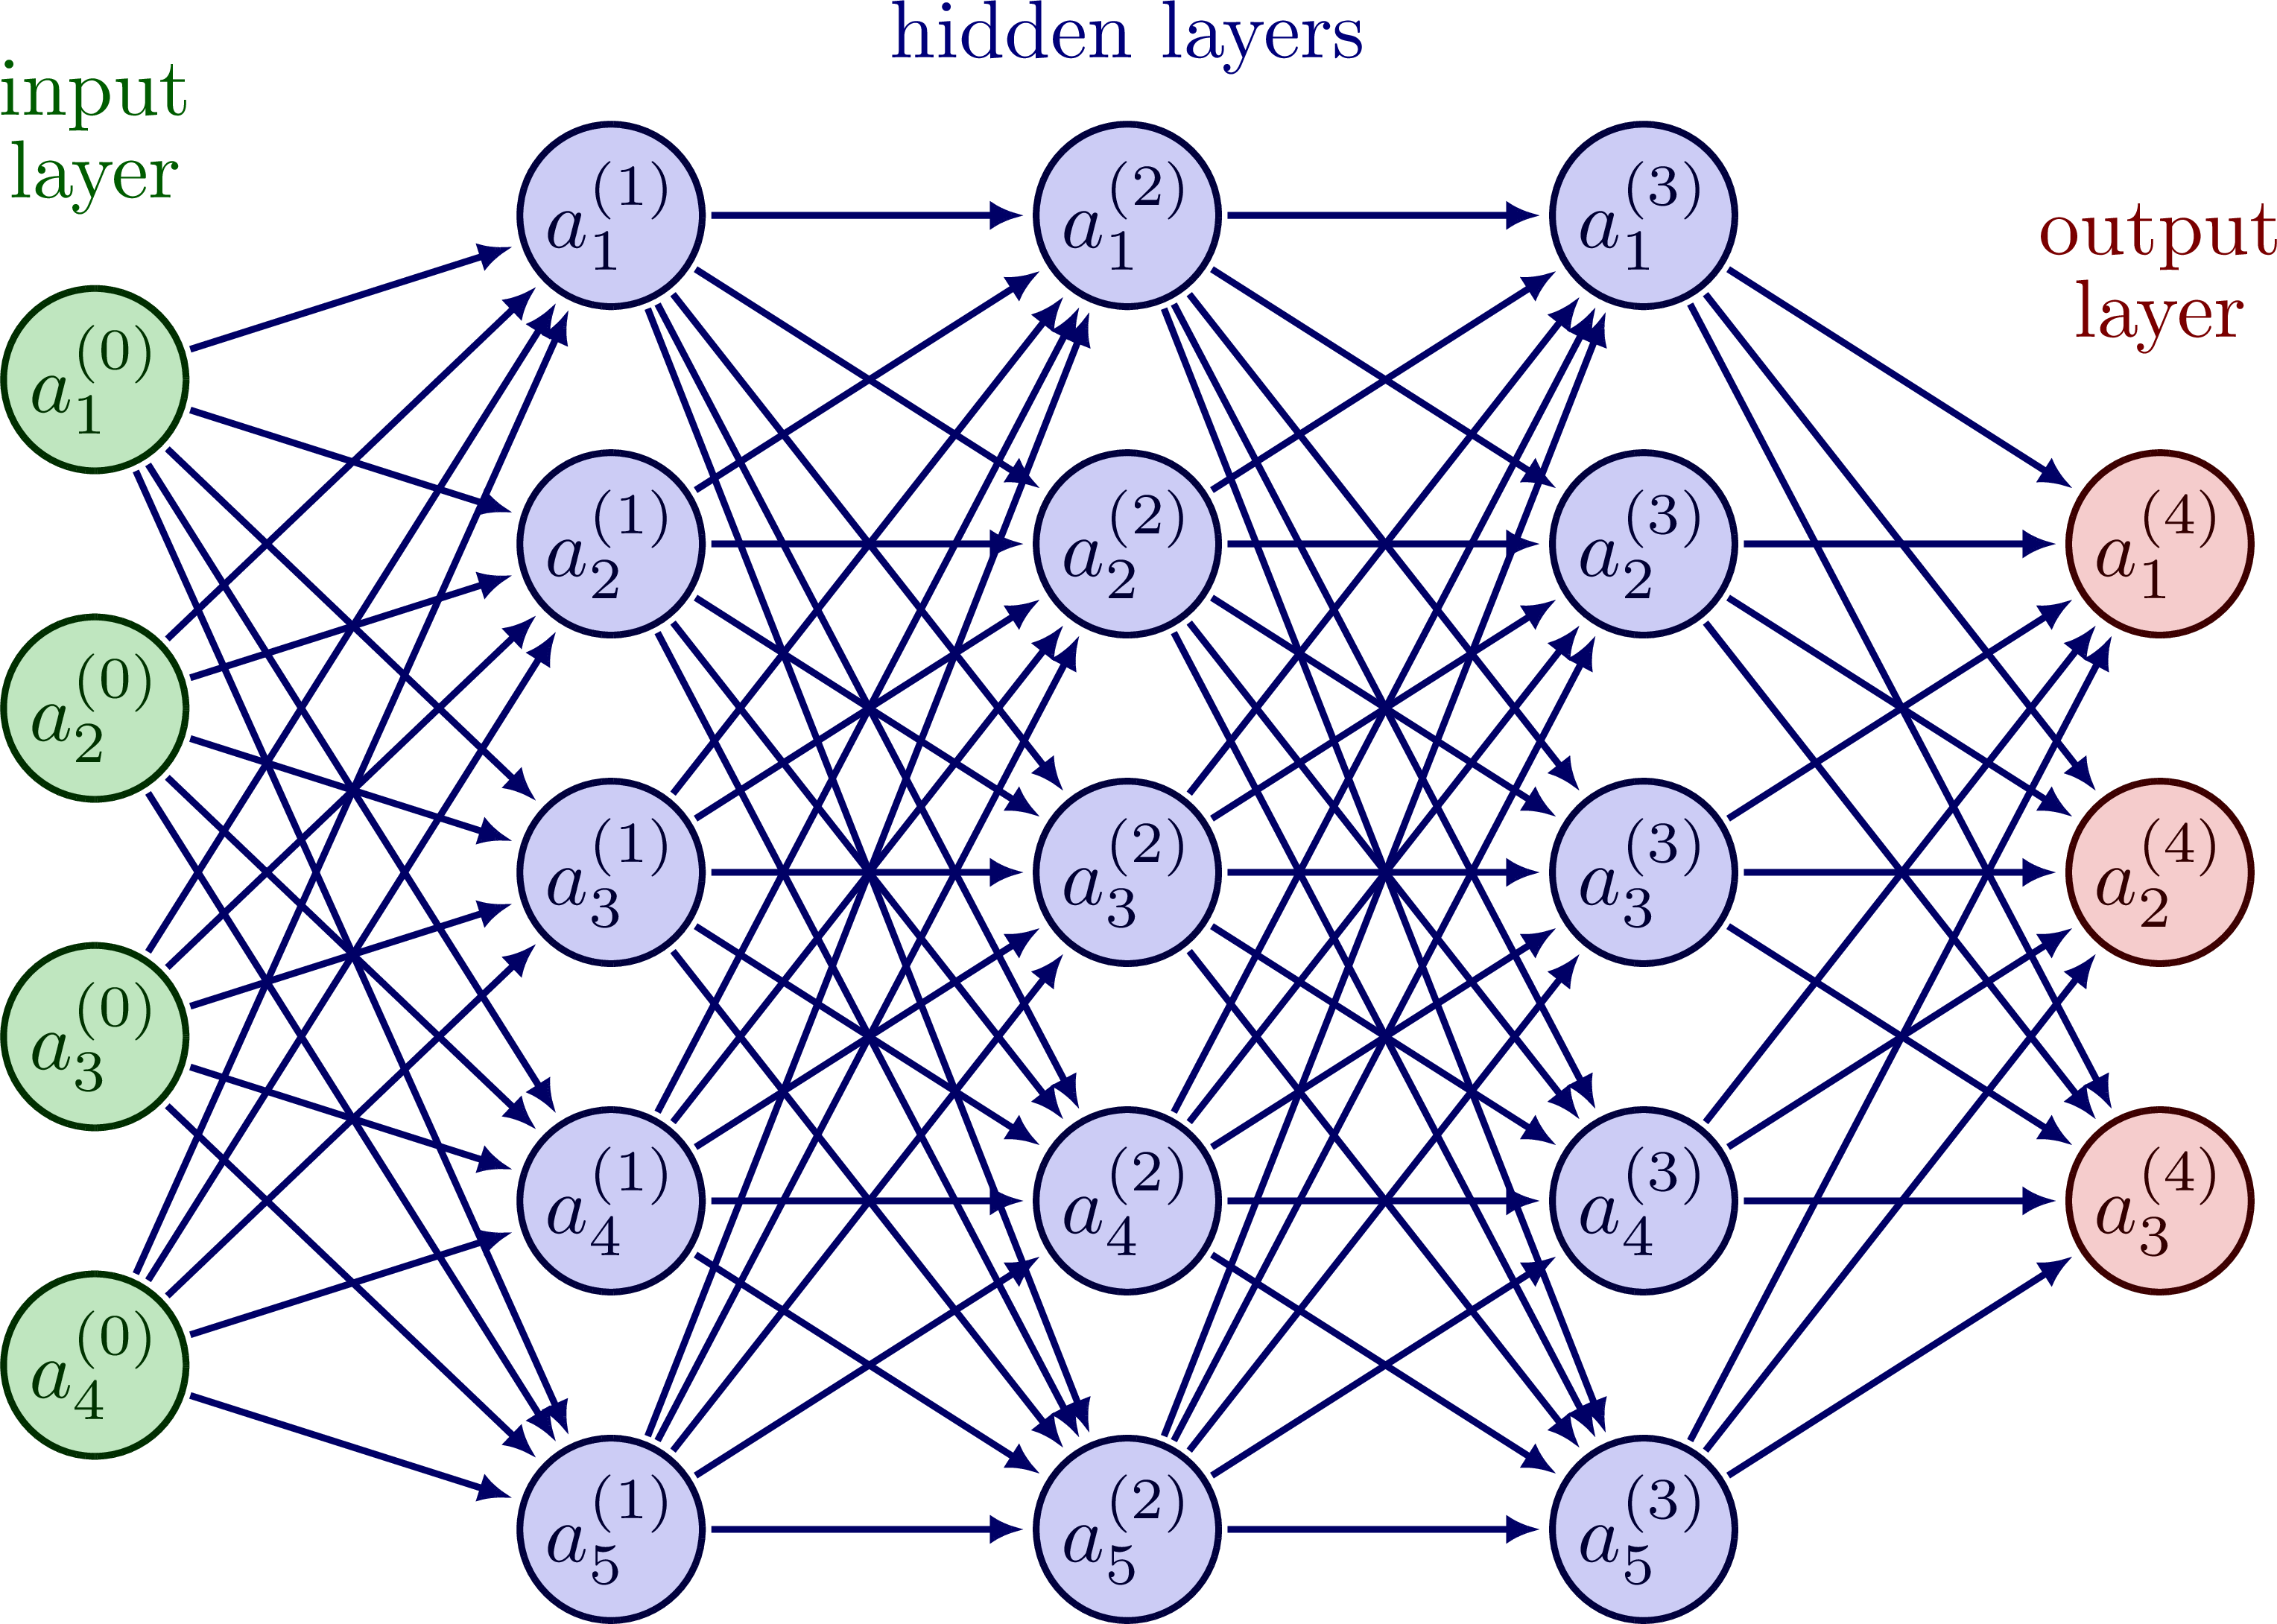 hidden layers
input
layer
output
layer
a_1^{(0)}
a_2^{(0)}
a_3^{(0)}
a_4^{(0)}
a_1^{(1)}
a_2^{(1)}
a_3^{(1)}
a_4^{(1)}
a_5^{(1)}
a_1^{(2)}
a_2^{(2)}
a_3^{(2)}
a_4^{(2)}
a_5^{(2)}
a_1^{(3)}
a_2^{(3)}
a_3^{(3)}
a_4^{(3)}
a_5^{(3)}
a_1^{(4)}
a_2^{(4)}
a_3^{(4)}